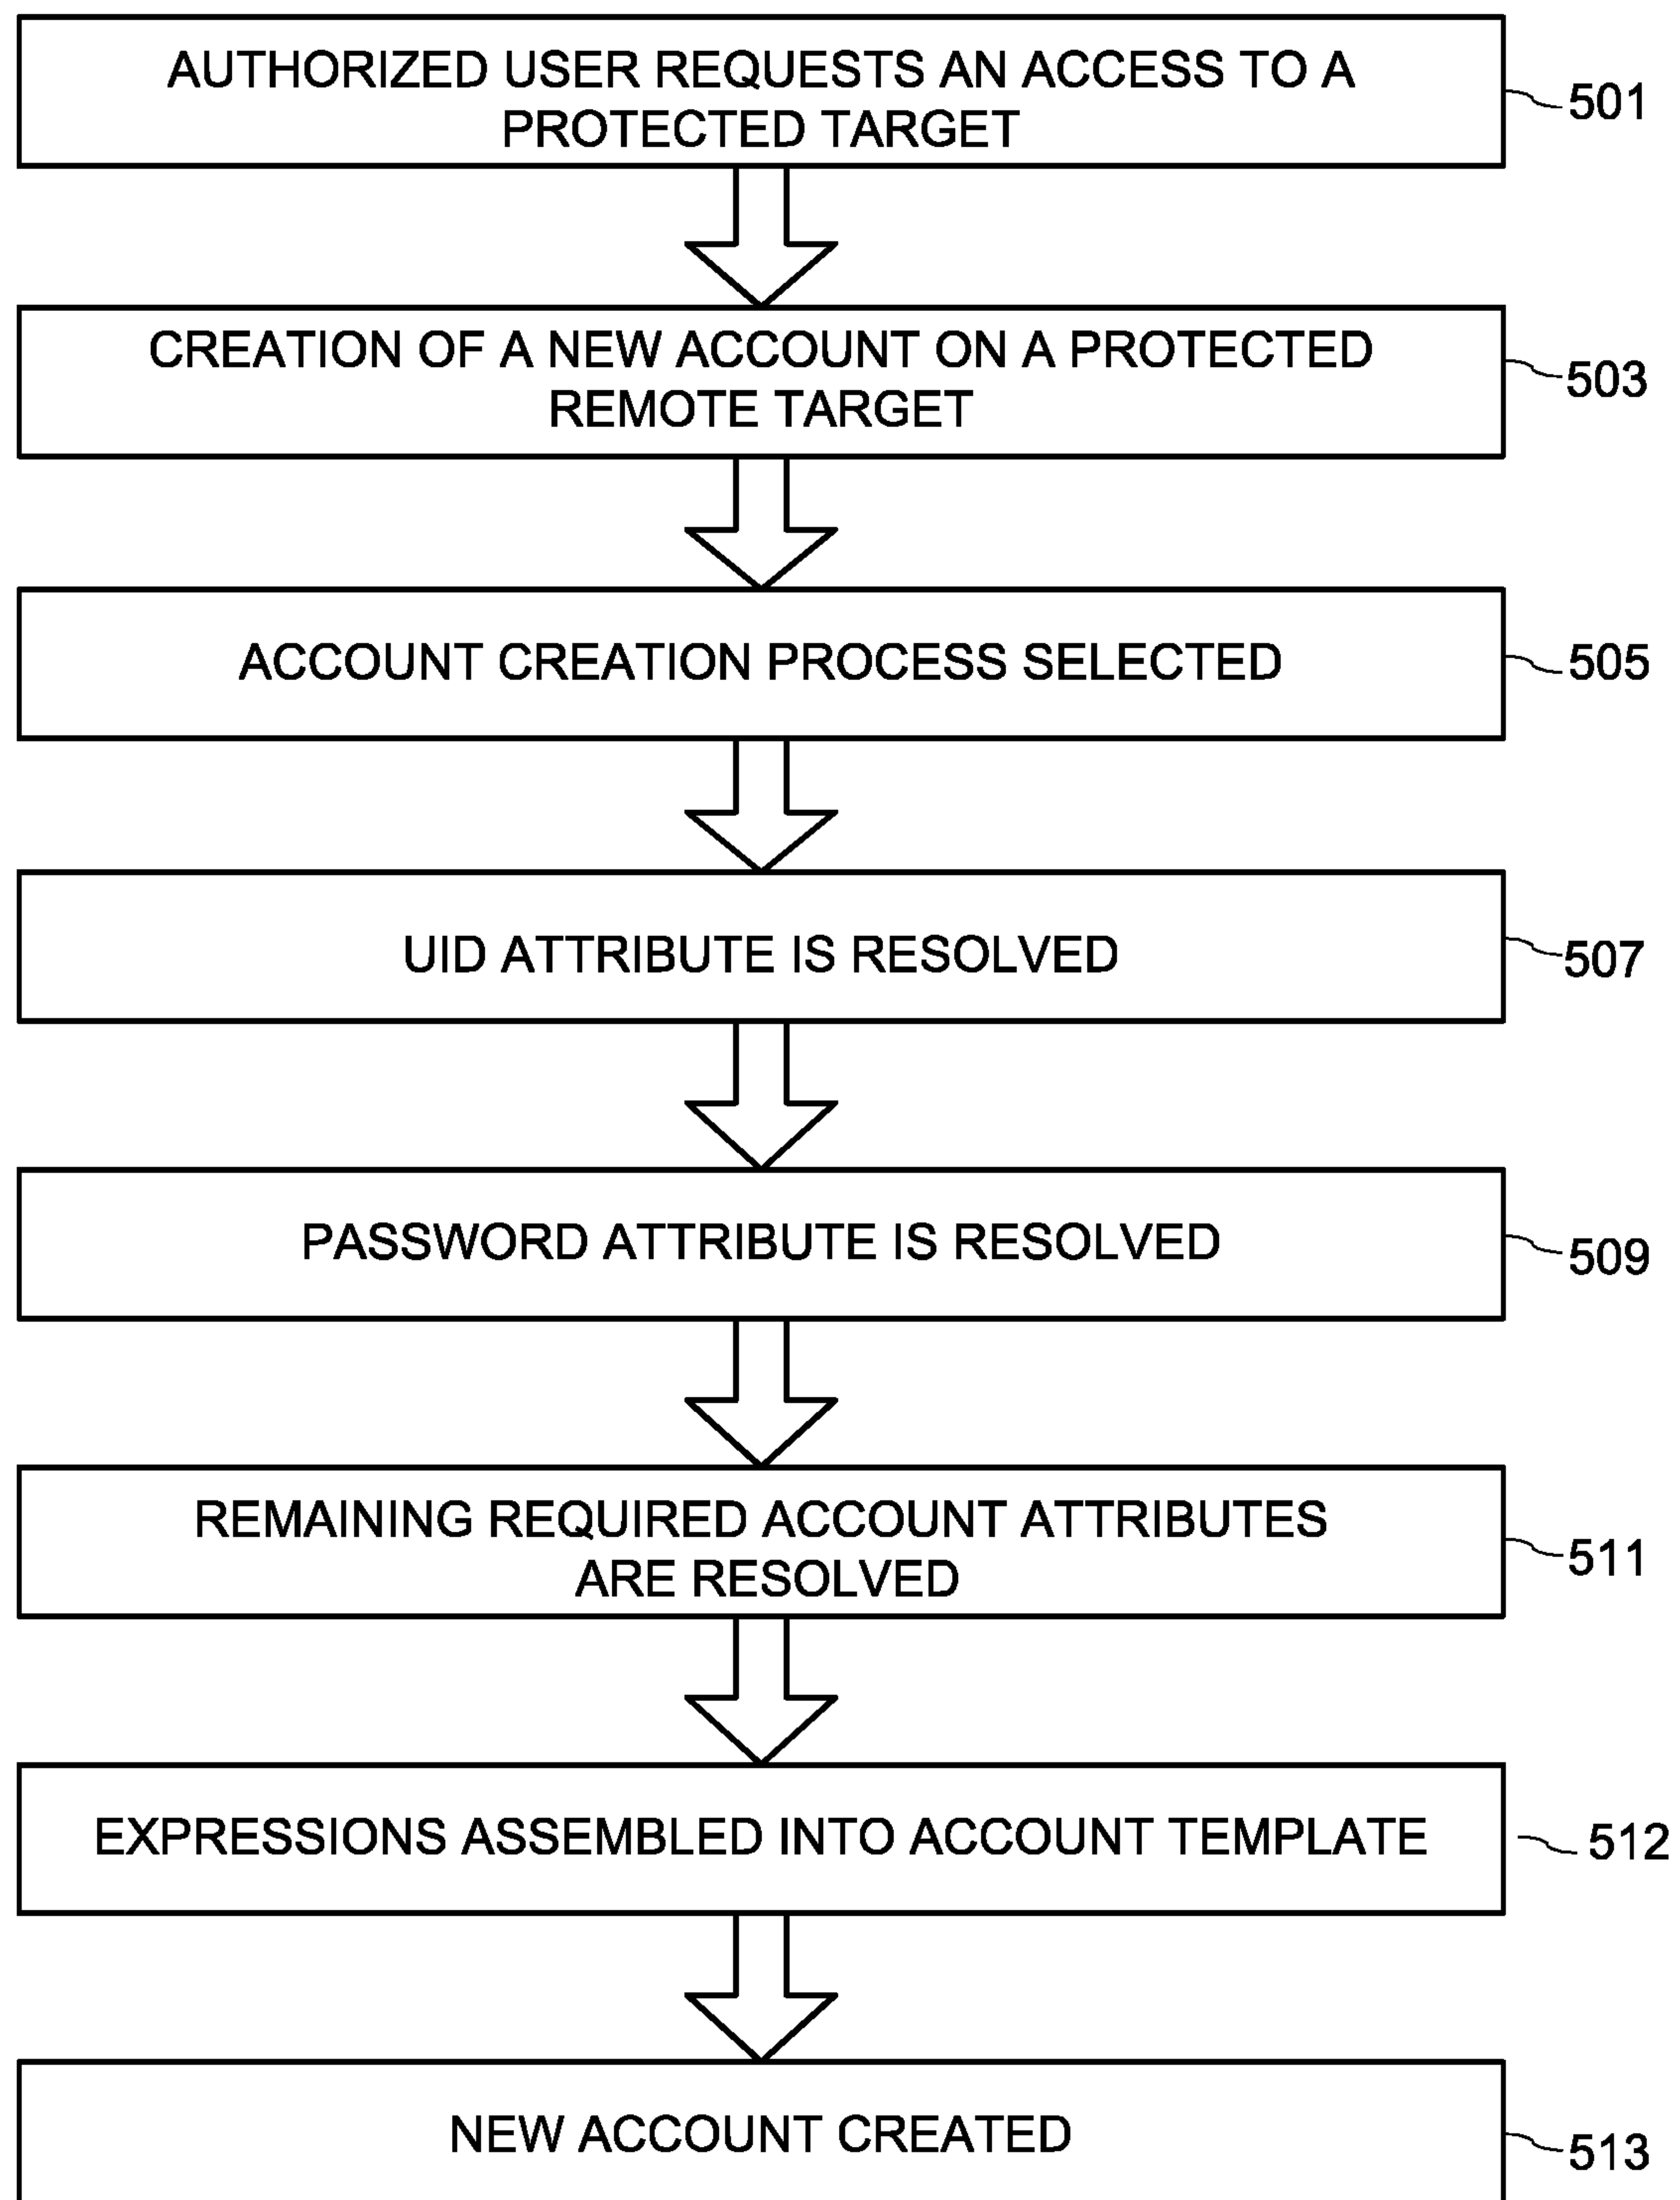 AUTHORIZED USER REQUESTS AN ACCESS TO A
PROTECTED TARGET
501
CREATION OF A NEW ACCOUNT ON A PROTECTED
REMOTE TARGET
503
ACCOUNT CREATION PROCESS SELECTED
505
UID ATTRIBUTE IS RESOLVED
507
PASSWORD ATTRIBUTE IS RESOLVED
509
REMAINING REQUIRED ACCOUNT ATTRIBUTES
ARE RESOLVED
511
EXPRESSIONS ASSEMBLED INTO ACCOUNT TEMPLATE
512
NEW ACCOUNT CREATED
513